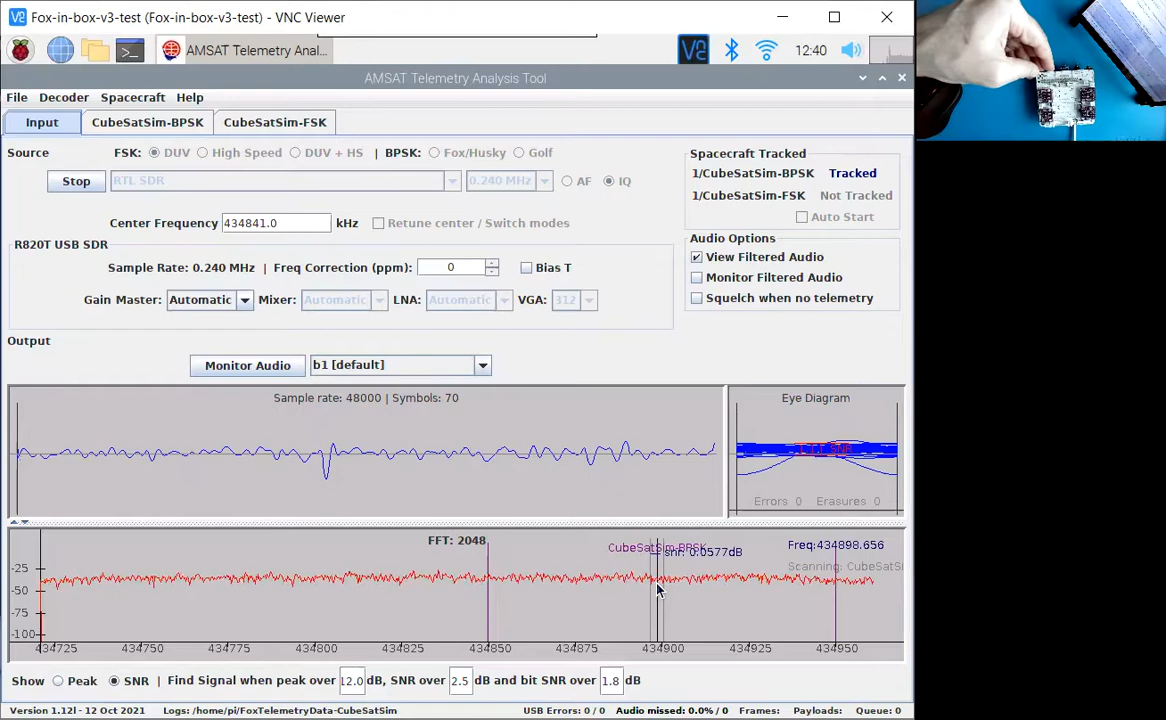 Fox-in-box-v3-test (Fox-in-box-v3-test) - VNC Viewer
AMSAT Telemetry Anal...
12:40
AMSAT Telemetry Analysis Tool
File Decoder Spacecraft Help
Input CubeSatSim-BPSK CubeSatSim-FSK
Source FSK: DUV High Speed DUV + HS | BPSK: Fox/Husky Golf
Stop RTL SDR 0.240 MHz AF IQ
Center Frequency 434841.0 kHz Retune center / Switch modes
R820T USB SDR
Sample Rate: 0.240 MHz | Freq Correction (ppm): 0 Bias T
Gain Master: Automatic Mixer: Automatic LNA: Automatic VGA: 312
Spacecraft Tracked
1/CubeSatSim-BPSK Tracked
1/CubeSatSim-FSK Not Tracked
Auto Start
Audio Options
View Filtered Audio
Monitor Filtered Audio
Squelch when no telemetry
Output
Monitor Audio b1 [default]
Sample rate: 48000 | Symbols: 70
Eye Diagram
Errors 0 Erasures 0
FFT: 2048
CubeSatSim-BPSK
snr: 0.0577dB
Freq:434898.656
Scanning: CubeSatSi
-25
-50
-75
-100
434725 434750 434775 434800 434825 434850 434875 434900 434925 434950
Show Peak SNR | Find Signal when peak over 12.0 dB, SNR over 2.5 dB and bit SNR over 1.8 dB
Version 1.12l - 12 Oct 2021 Logs: /home/pi/FoxTelemetryData-CubeSatSim USB Errors: 0 / 0 Audio missed: 0.0% / 0 Frames: Payloads: Queue: 0